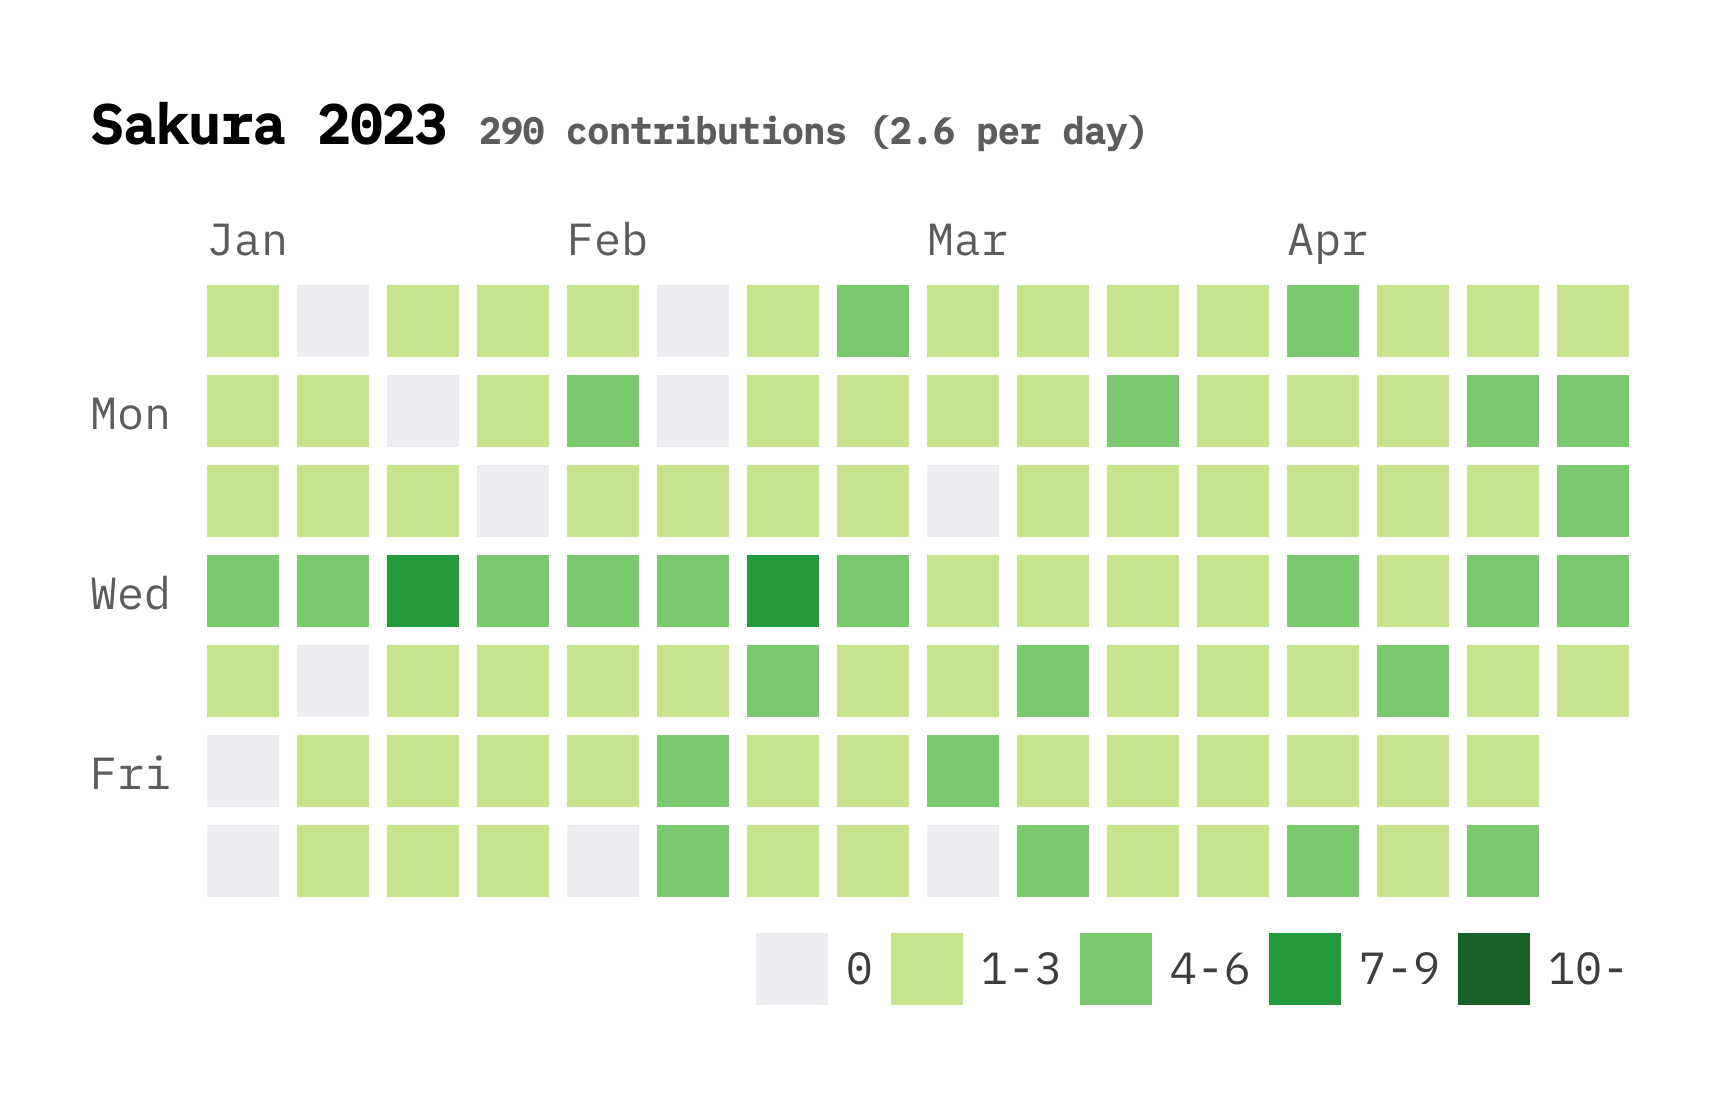 Sakura 2023 290 contributions (2.6 per day)
Jan Feb Mar Apr
Mon
Wed
Fri
0 1-3 4-6 7-9 10-